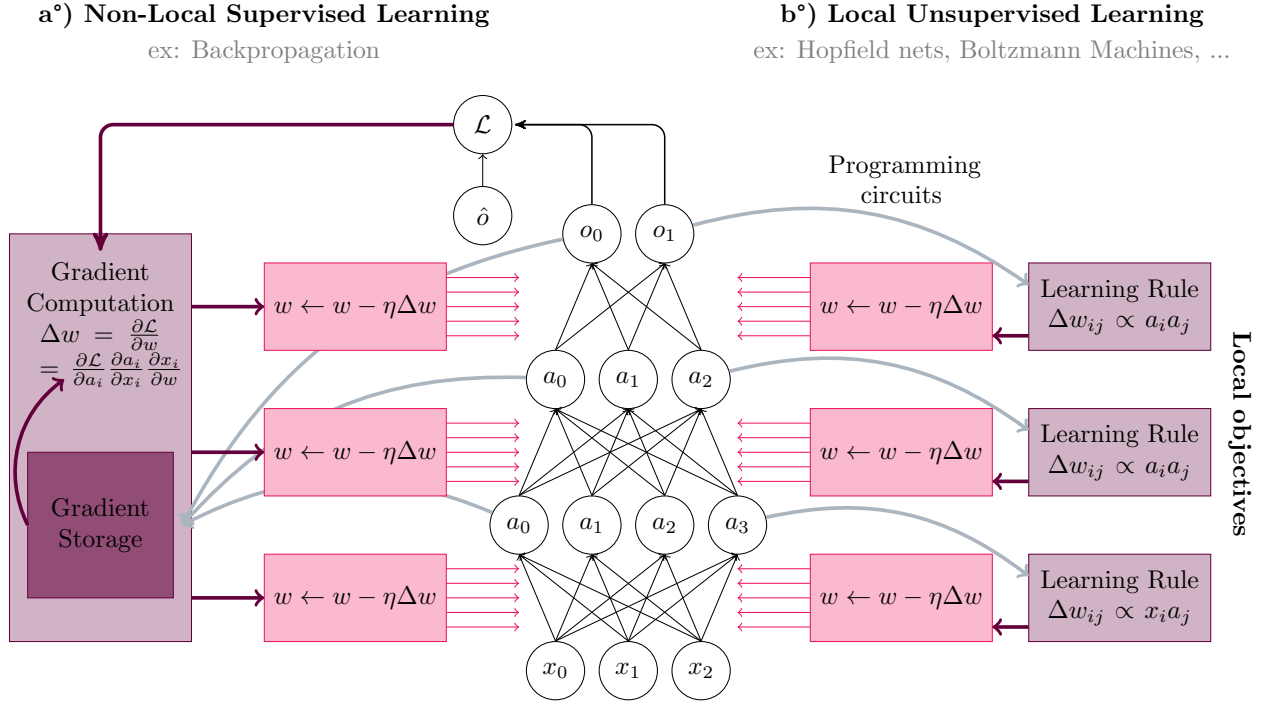 a°) Non-Local Supervised Learning
ex: Backpropagation
b°) Local Unsupervised Learning
ex: Hopfield nets, Boltzmann Machines, ...
ℒ
ô
o₀
o₁
Programming
circuits
Gradient
Computation
Δw = ∂ℒ/∂w
= ∂ℒ/∂aᵢ ∂aᵢ/∂xᵢ ∂xᵢ/∂w
Gradient
Storage
w ← w − ηΔw
w ← w − ηΔw
w ← w − ηΔw
a₀
a₁
a₂
a₀
a₁
a₂
a₃
x₀
x₁
x₂
w ← w − ηΔw
w ← w − ηΔw
w ← w − ηΔw
Learning Rule
Δwᵢⱼ ∝ aᵢaⱼ
Learning Rule
Δwᵢⱼ ∝ aᵢaⱼ
Learning Rule
Δwᵢⱼ ∝ xᵢaⱼ
Local objectives